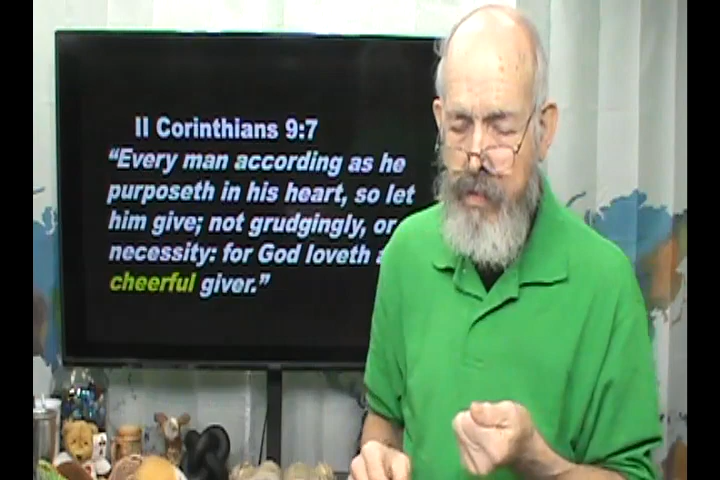 II Corinthians 9:7
“Every man according as he
purposeth in his heart, so let
him give; not grudgingly, or
necessity: for God loveth
cheerful giver.”